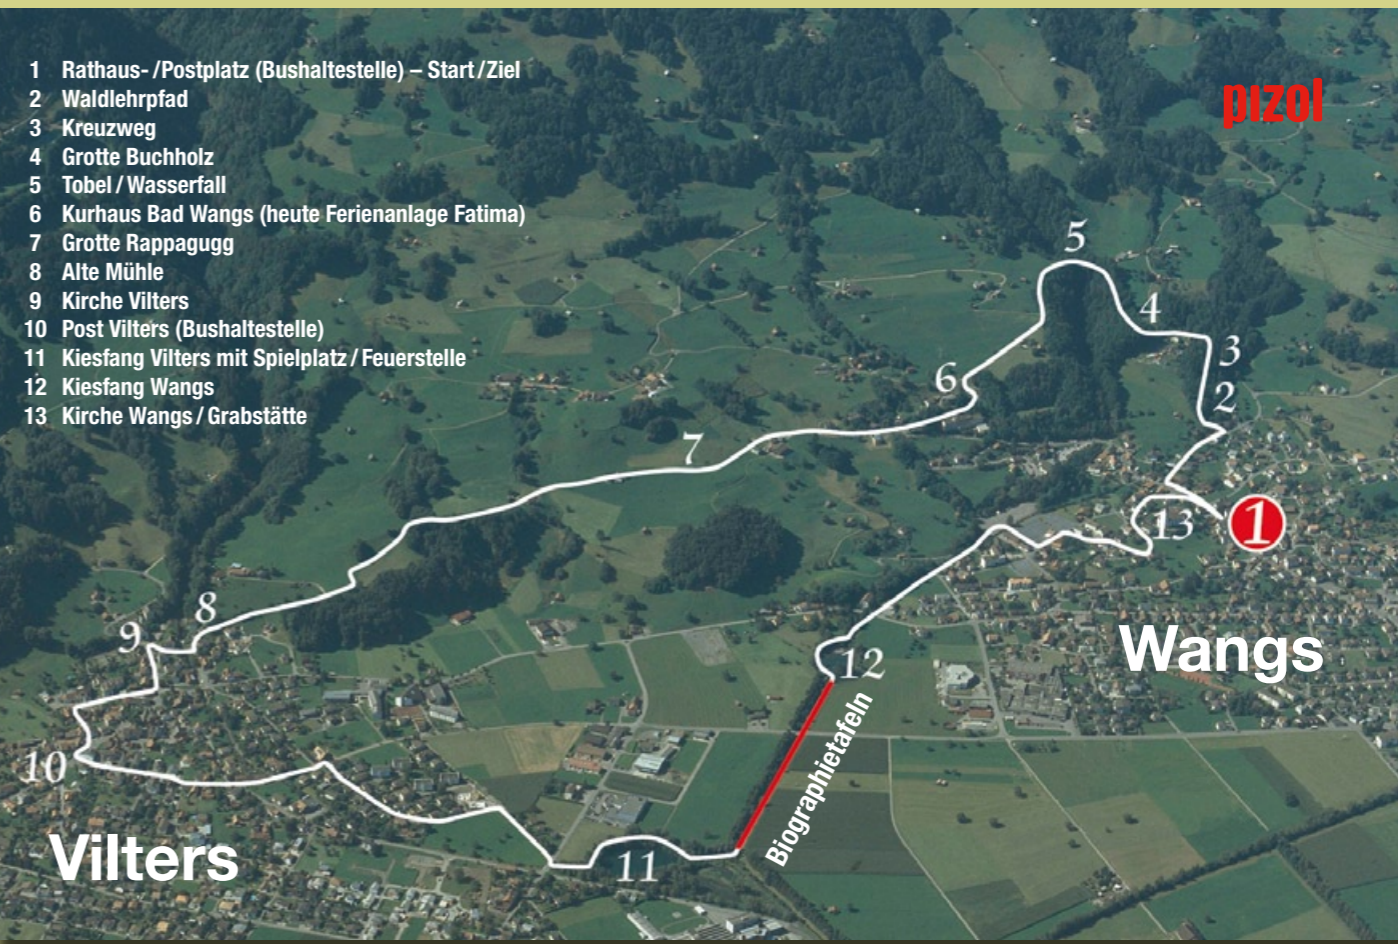 1 Rathaus- /Postplatz (Bushaltestelle) – Start / Ziel
2 Waldlehrpfad
3 Kreuzweg
4 Grotte Buchholz
5 Tobel / Wasserfall
6 Kurhaus Bad Wangs (heute Ferienanlage Fatima)
7 Grotte Rappagugg
8 Alte Mühle
9 Kirche Vilters
10 Post Vilters (Bushaltestelle)
11 Kiesfang Vilters mit Spielplatz / Feuerstelle
12 Kiesfang Wangs
13 Kirche Wangs / Grabstätte
pizol
5
4
3
2
6
7
1
13
8
9
12
Wangs
Biographietafeln
10
11
Vilters